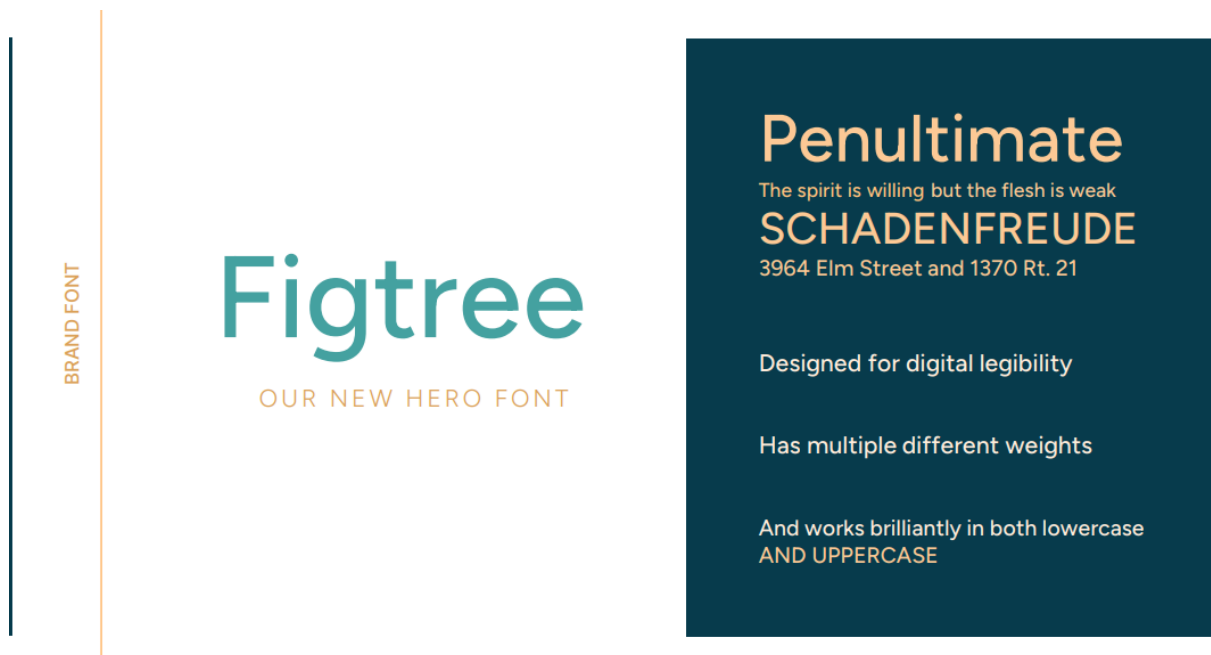 BRAND FONT
Figtree
OUR NEW HERO FONT
Penultimate
The spirit is willing but the flesh is weak
SCHADENFREUDE
3964 Elm Street and 1370 Rt. 21
Designed for digital legibility
Has multiple different weights
And works brilliantly in both lowercase
AND UPPERCASE